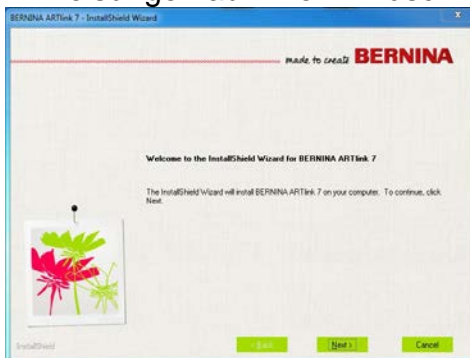 BERNINA ARTlink 7 - InstallShield Wizard
made to create BERNINA
Welcome to the InstallShield Wizard for BERNINA ARTlink 7
The InstallShield Wizard will install BERNINA ARTlink 7 on your computer. To continue, click
Next.
InstallShield
< Back Next > Cancel